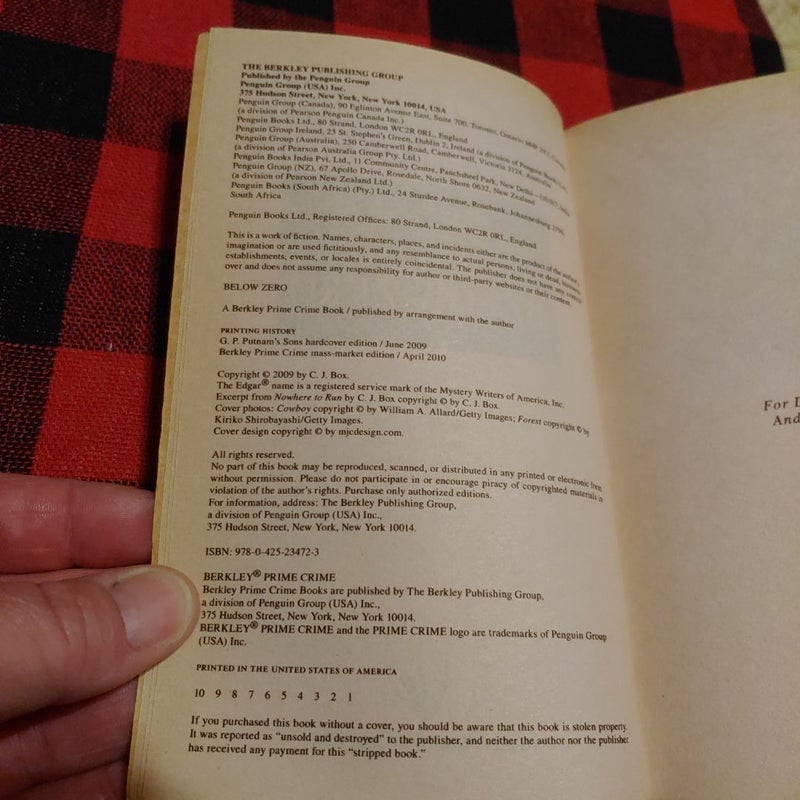 THE BERKLEY PUBLISHING GROUP
Published by the Penguin Group
Penguin Group (USA) Inc.
375 Hudson Street, New York, New York 10014, USA
Penguin Group (Canada), 90 Eglinton Avenue East, Suite 700, Toronto, Ontario M4P 2Y3, Canada
(a division of Pearson Penguin Canada Inc.)
Penguin Books Ltd., 80 Strand, London WC2R 0RL, England
Penguin Group Ireland, 25 St. Stephen's Green, Dublin 2, Ireland (a division of Penguin Books Ltd.)
Penguin Group (Australia), 250 Camberwell Road, Camberwell, Victoria 3124, Australia
(a division of Pearson Australia Group Pty. Ltd.)
Penguin Books India Pvt. Ltd., 11 Community Centre, Panchsheel Park, New Delhi—110 017, India
Penguin Group (NZ), 67 Apollo Drive, Rosedale, North Shore 0632, New Zealand
(a division of Pearson New Zealand Ltd.)
Penguin Books (South Africa) (Pty.) Ltd., 24 Sturdee Avenue, Rosebank, Johannesburg 2196,
South Africa
Penguin Books Ltd., Registered Offices: 80 Strand, London WC2R 0RL, England
This is a work of fiction. Names, characters, places, and incidents either are the product of the author's
imagination or are used fictitiously, and any resemblance to actual persons, living or dead, business
establishments, events, or locales is entirely coincidental. The publisher does not have any control
over and does not assume any responsibility for author or third-party websites or their content.
BELOW ZERO
A Berkley Prime Crime Book / published by arrangement with the author
PRINTING HISTORY
G. P. Putnam's Sons hardcover edition / June 2009
Berkley Prime Crime mass-market edition / April 2010
Copyright © 2009 by C. J. Box.
The Edgar® name is a registered service mark of the Mystery Writers of America, Inc.
Excerpt from Nowhere to Run by C. J. Box copyright © by C. J. Box.
Cover photos: Cowboy copyright © by William A. Allard/Getty Images; Forest copyright © by
Kiriko Shirobayashi/Getty Images.
Cover design copyright © by mjcdesign.com.
All rights reserved.
No part of this book may be reproduced, scanned, or distributed in any printed or electronic form
without permission. Please do not participate in or encourage piracy of copyrighted materials in
violation of the author's rights. Purchase only authorized editions.
For information, address: The Berkley Publishing Group,
a division of Penguin Group (USA) Inc.,
375 Hudson Street, New York, New York 10014.
ISBN: 978-0-425-23472-3
BERKLEY® PRIME CRIME
Berkley Prime Crime Books are published by The Berkley Publishing Group,
a division of Penguin Group (USA) Inc.,
375 Hudson Street, New York, New York 10014.
BERKLEY® PRIME CRIME and the PRIME CRIME logo are trademarks of Penguin Group
(USA) Inc.
PRINTED IN THE UNITED STATES OF AMERICA
10 9 8 7 6 5 4 3 2 1
If you purchased this book without a cover, you should be aware that this book is stolen property.
It was reported as "unsold and destroyed" to the publisher, and neither the author nor the publisher
has received any payment for this "stripped book."
For
And